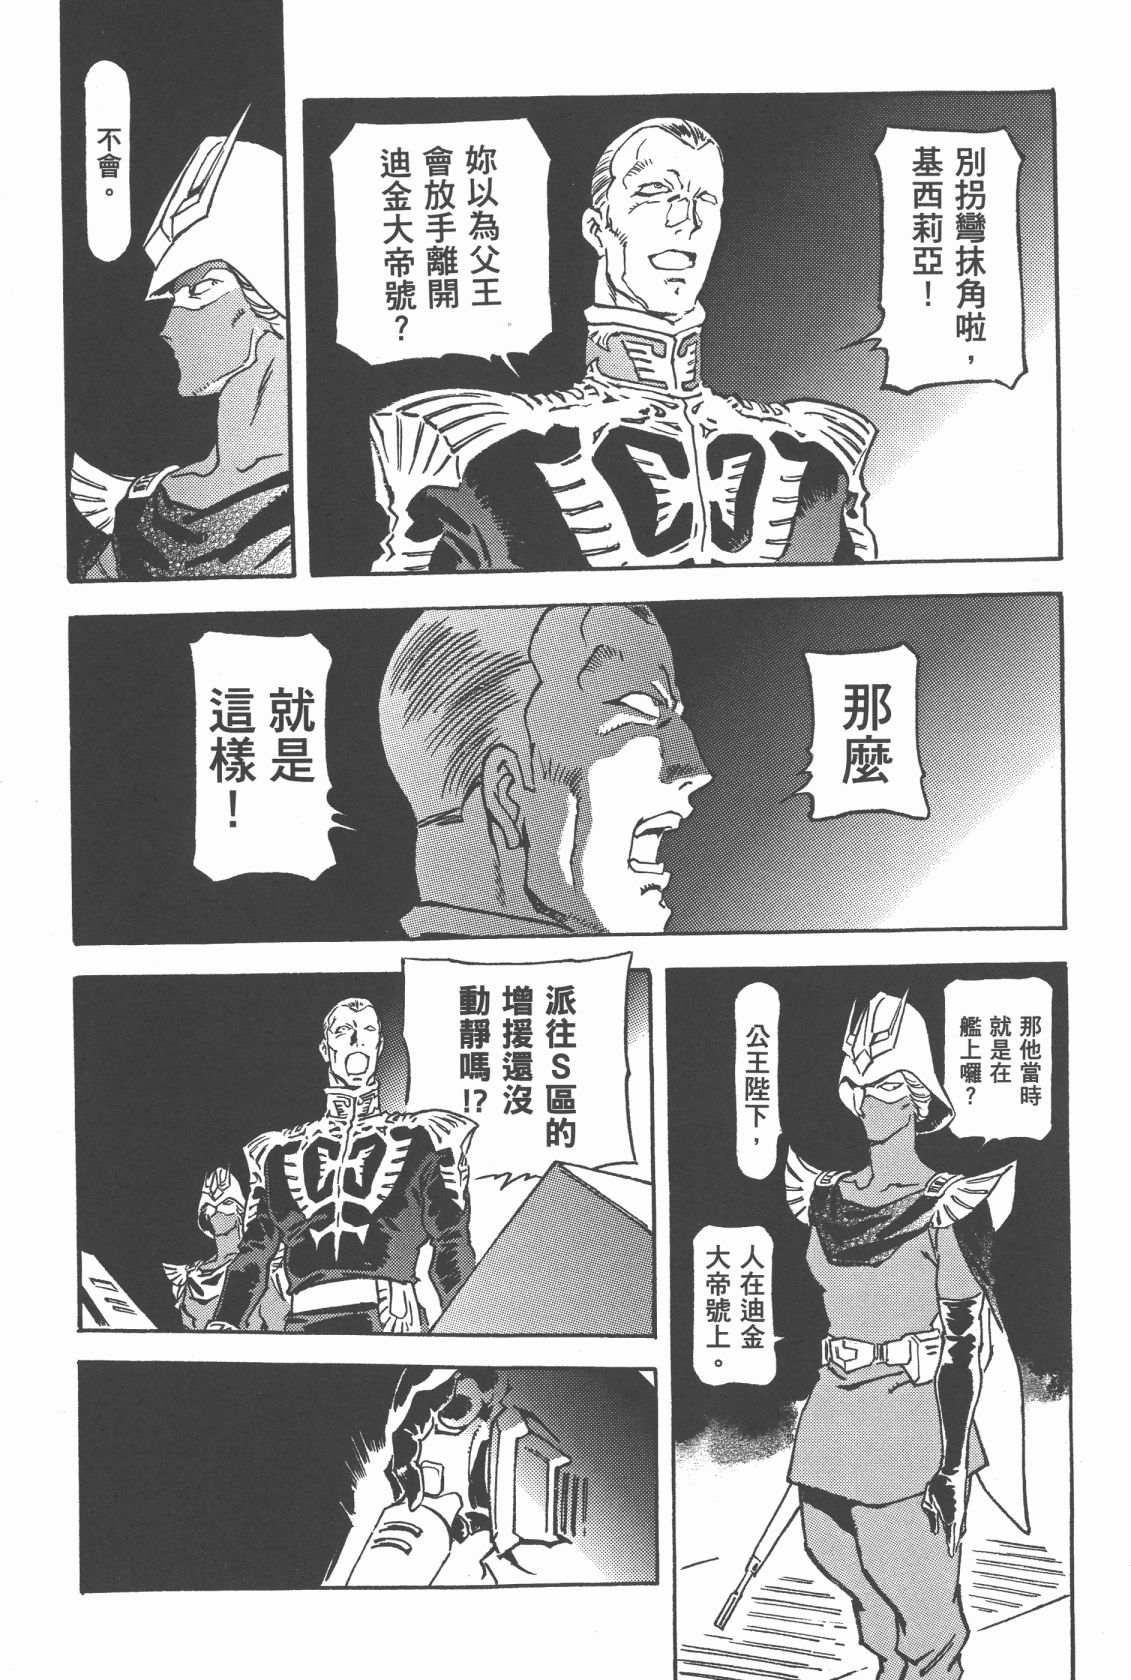 別拐彎抹角啦，
基西莉亞！
妳以為父王
會放手離開
迪金大帝號？
不會。
那麼
就是
這樣！
那他當時
就是在
艦上囉？
公王陛下，
人在迪金
大帝號上。
派往S區的
增援還沒
動靜嗎!?